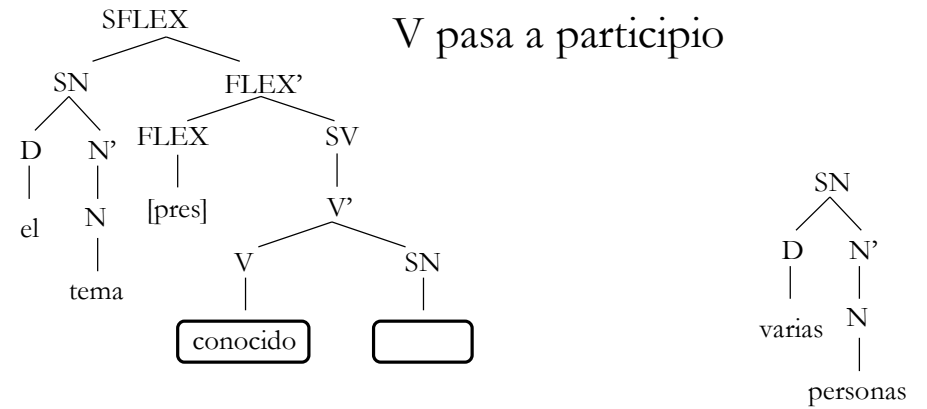 SFLEX
V pasa a participio
SN FLEX’
D N’ FLEX SV
SN
el N [pres] V’
D N’
tema V SN
varias N
conocido
personas